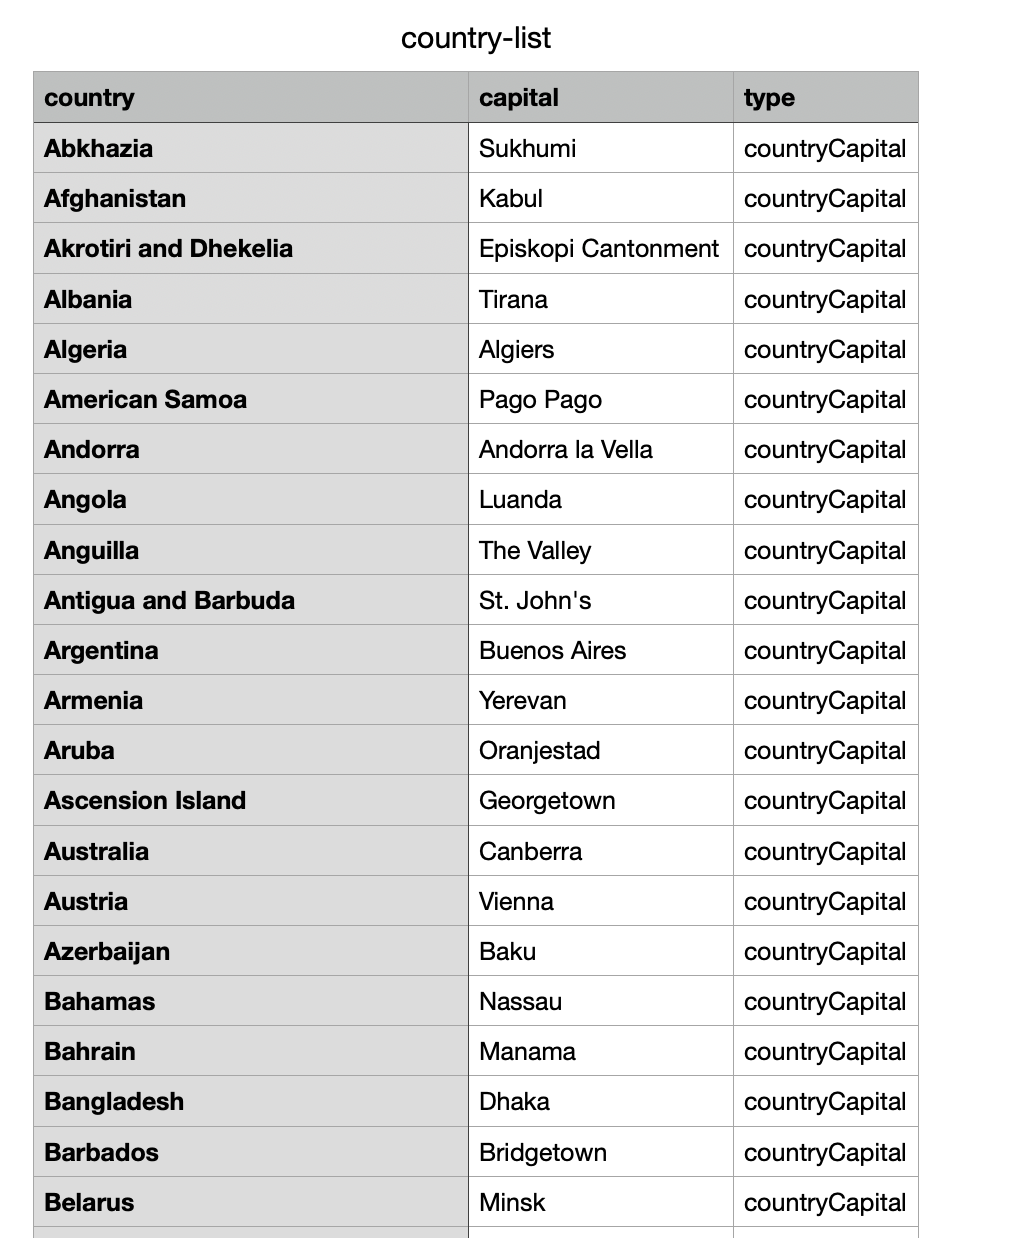 country-list
country capital type
Abkhazia Sukhumi countryCapital
Afghanistan Kabul countryCapital
Akrotiri and Dhekelia Episkopi Cantonment countryCapital
Albania Tirana countryCapital
Algeria Algiers countryCapital
American Samoa Pago Pago countryCapital
Andorra Andorra la Vella countryCapital
Angola Luanda countryCapital
Anguilla The Valley countryCapital
Antigua and Barbuda St. John's countryCapital
Argentina Buenos Aires countryCapital
Armenia Yerevan countryCapital
Aruba Oranjestad countryCapital
Ascension Island Georgetown countryCapital
Australia Canberra countryCapital
Austria Vienna countryCapital
Azerbaijan Baku countryCapital
Bahamas Nassau countryCapital
Bahrain Manama countryCapital
Bangladesh Dhaka countryCapital
Barbados Bridgetown countryCapital
Belarus Minsk countryCapital